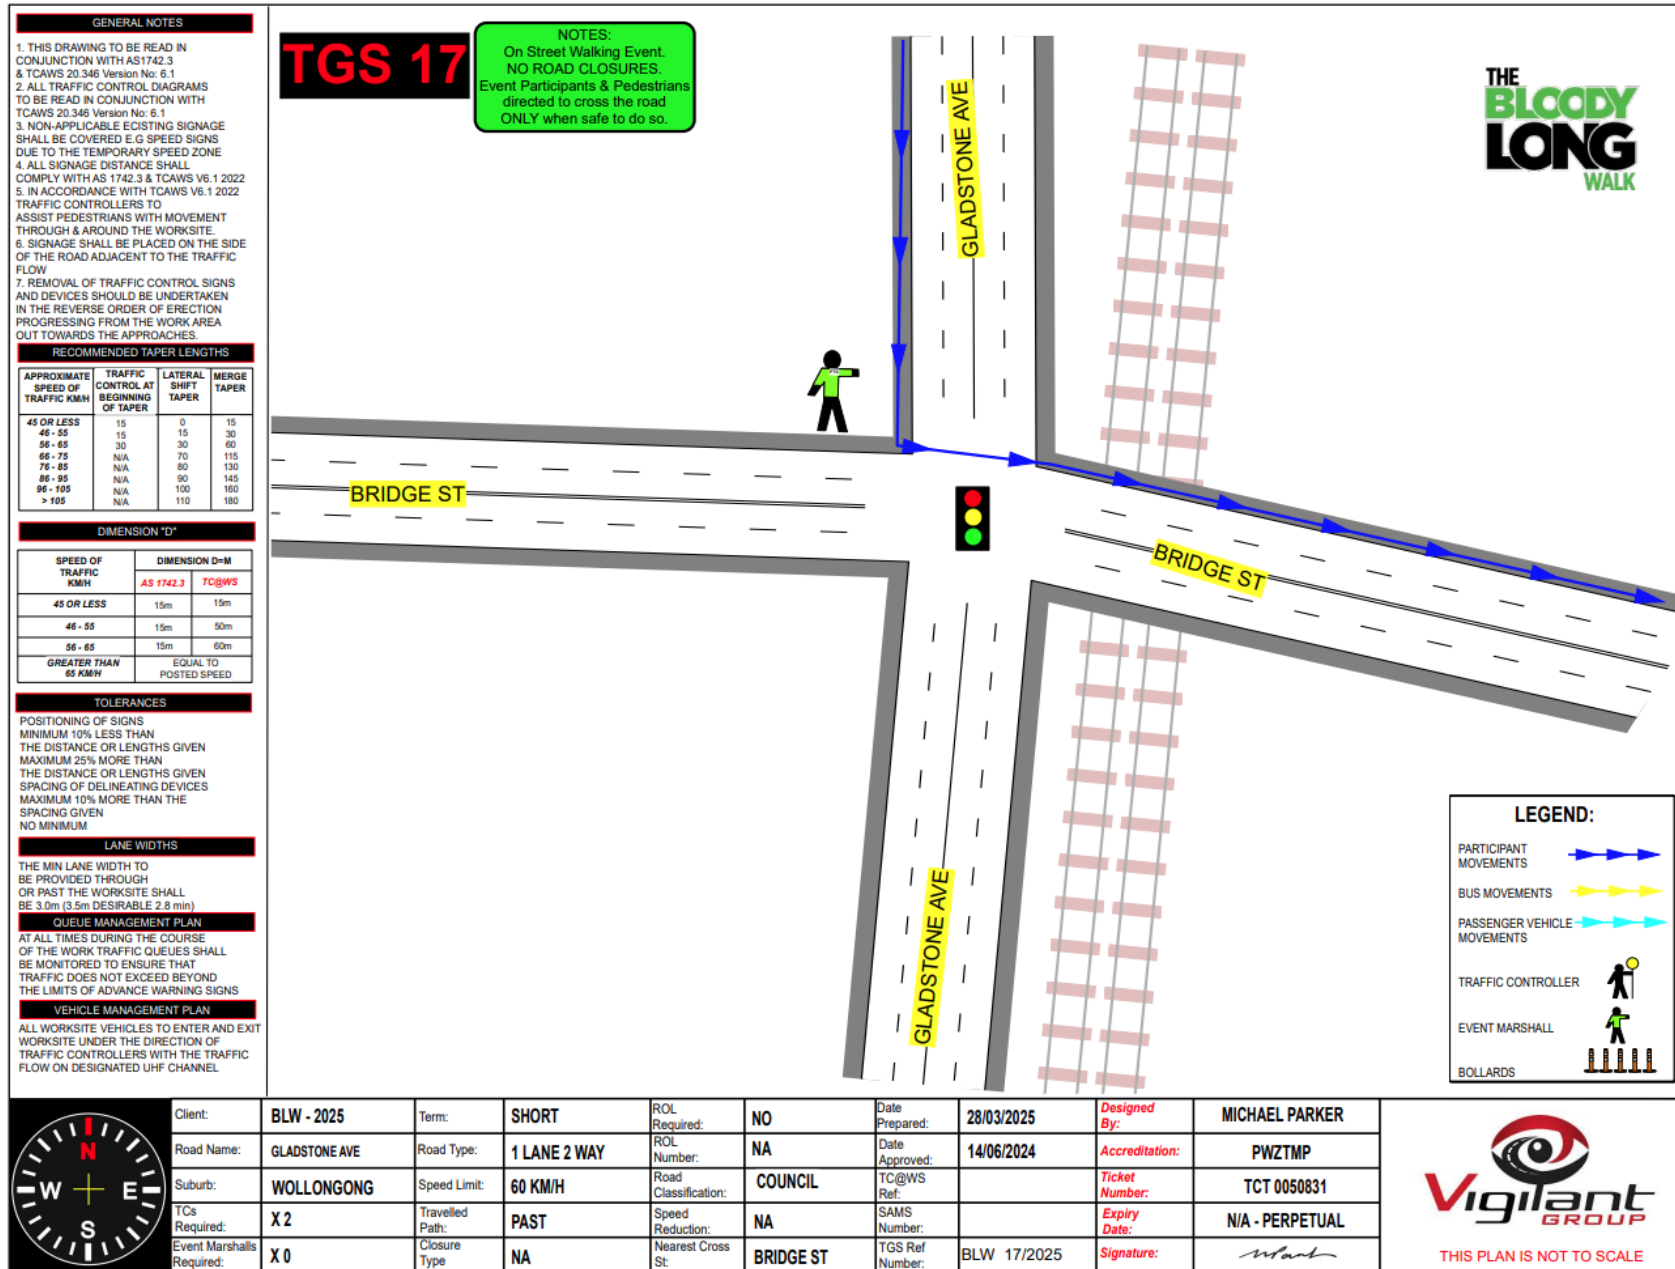 GENERAL NOTES
1. THIS DRAWING TO BE READ IN
CONJUNCTION WITH AS1742.3
& TCAWS 20.346 Version No: 6.1
2. ALL TRAFFIC CONTROL DIAGRAMS
TO BE READ IN CONJUNCTION WITH
TCAWS 20.346 Version No: 6.1
3. NON-APPLICABLE ECISTING SIGNAGE
SHALL BE COVERED E.G SPEED SIGNS
DUE TO THE TEMPORARY SPEED ZONE
4. ALL SIGNAGE DISTANCE SHALL
COMPLY WITH AS 1742.3 & TCAWS V6.1 2022
5. IN ACCORDANCE WITH TCAWS V6.1 2022
TRAFFIC CONTROLLERS TO
ASSIST PEDESTRIANS WITH MOVEMENT
THROUGH & AROUND THE WORKSITE.
6. SIGNAGE SHALL BE PLACED ON THE SIDE
OF THE ROAD ADJACENT TO THE TRAFFIC
FLOW
7. REMOVAL OF TRAFFIC CONTROL SIGNS
AND DEVICES SHOULD BE UNDERTAKEN
IN THE REVERSE ORDER OF ERECTION
PROGRESSING FROM THE WORK AREA
OUT TOWARDS THE APPROACHES.
RECOMMENDED TAPER LENGTHS
APPROXIMATE SPEED OF TRAFFIC KM/H TRAFFIC CONTROL AT BEGINNING OF TAPER LATERAL SHIFT TAPER MERGE TAPER
45 OR LESS 15 0 15
46 - 55 15 15 30
56 - 65 30 30 60
66 - 75 N/A 70 115
76 - 85 N/A 80 130
86 - 95 N/A 90 145
96 - 105 N/A 100 160
> 105 N/A 110 180
DIMENSION "D"
SPEED OF TRAFFIC KM/H DIMENSION D=M
AS 1742.3 TC@WS
45 OR LESS 15m 15m
46 - 55 15m 50m
56 - 65 15m 60m
GREATER THAN 65 KM/H EQUAL TO POSTED SPEED
TOLERANCES
POSITIONING OF SIGNS
MINIMUM 10% LESS THAN
THE DISTANCE OR LENGTHS GIVEN
MAXIMUM 25% MORE THAN
THE DISTANCE OR LENGTHS GIVEN
SPACING OF DELINEATING DEVICES
MAXIMUM 10% MORE THAN THE
SPACING GIVEN
NO MINIMUM
LANE WIDTHS
THE MIN LANE WIDTH TO
BE PROVIDED THROUGH
OR PAST THE WORKSITE SHALL
BE 3.0m (3.5m DESIRABLE 2.8 min)
QUEUE MANAGEMENT PLAN
AT ALL TIMES DURING THE COURSE
OF THE WORK TRAFFIC QUEUES SHALL
BE MONITORED TO ENSURE THAT
TRAFFIC DOES NOT EXCEED BEYOND
THE LIMITS OF ADVANCE WARNING SIGNS
VEHICLE MANAGEMENT PLAN
ALL WORKSITE VEHICLES TO ENTER AND EXIT
WORKSITE UNDER THE DIRECTION OF
TRAFFIC CONTROLLERS WITH THE TRAFFIC
FLOW ON DESIGNATED UHF CHANNEL
TGS 17
NOTES:
On Street Walking Event.
NO ROAD CLOSURES.
Event Participants & Pedestrians
directed to cross the road
ONLY when safe to do so.
THE
BLOODY
LONG
WALK
GLADSTONE AVE
BRIDGE ST
BRIDGE ST
GLADSTONE AVE
LEGEND:
PARTICIPANT
MOVEMENTS
BUS MOVEMENTS
PASSENGER VEHICLE
MOVEMENTS
TRAFFIC CONTROLLER
EVENT MARSHALL
BOLLARDS
N
W E
S
Client: BLW - 2025 Term: SHORT ROL Required: NO Date Prepared: 28/03/2025 Designed By: MICHAEL PARKER
Road Name: GLADSTONE AVE Road Type: 1 LANE 2 WAY ROL Number: NA Date Approved: 14/06/2024 Accreditation: PWZTMP
Suburb: WOLLONGONG Speed Limit: 60 KM/H Road Classification: COUNCIL TC@WS Ref: Ticket Number: TCT 0050831
TCs Required: X 2 Travelled Path: PAST Speed Reduction: NA SAMS Number: Expiry Date: N/A - PERPETUAL
Event Marshalls Required: X 0 Closure Type NA Nearest Cross St: BRIDGE ST TGS Ref Number: BLW 17/2025 Signature:
Vigilant
GROUP
THIS PLAN IS NOT TO SCALE